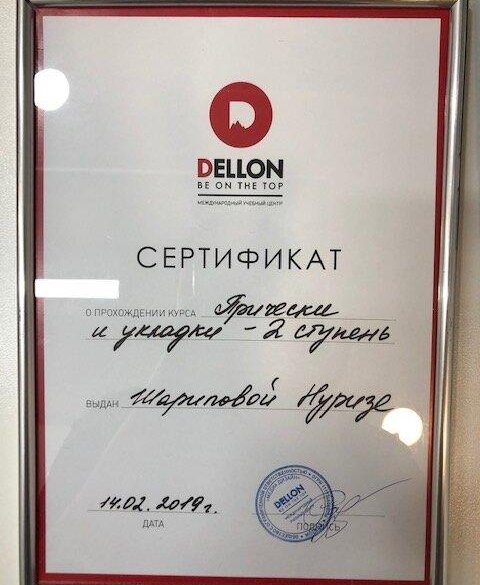 DELLON
BE ON THE TOP
МЕЖДУНАРОДНЫЙ УЧЕБНЫЙ ЦЕНТР
СЕРТИФИКАТ
О ПРОХОЖДЕНИИ КУРСА Прически
и укладки - 2 ступень
ВЫДАН Шариповой Нуризе
14.02.2019г.
ДАТА
DELLON
ПОДПИСЬ